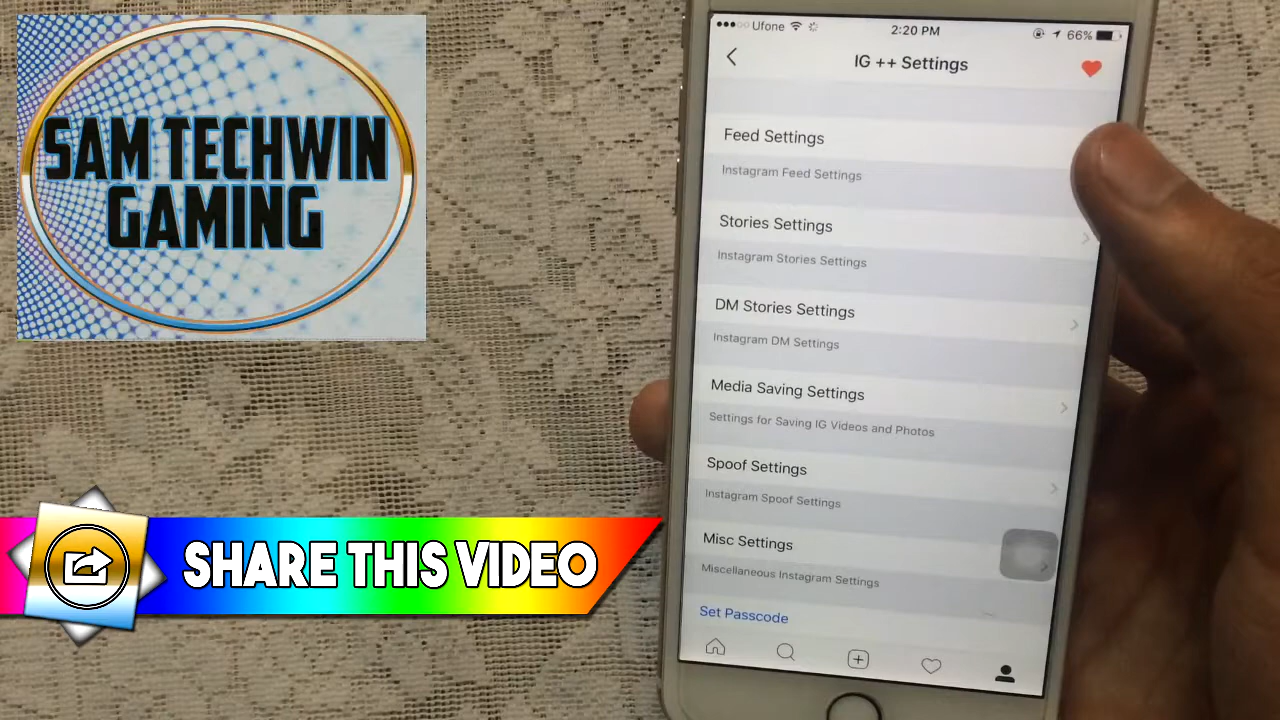 SAM TECHWIN
GAMING
SHARE THIS VIDEO
Ufone
2:20 PM
66%
IG ++ Settings
Feed Settings
Instagram Feed Settings
Stories Settings
Instagram Stories Settings
DM Stories Settings
Instagram DM Settings
Media Saving Settings
Settings for Saving IG Videos and Photos
Spoof Settings
Instagram Spoof Settings
Misc Settings
Miscellaneous Instagram Settings
Set Passcode